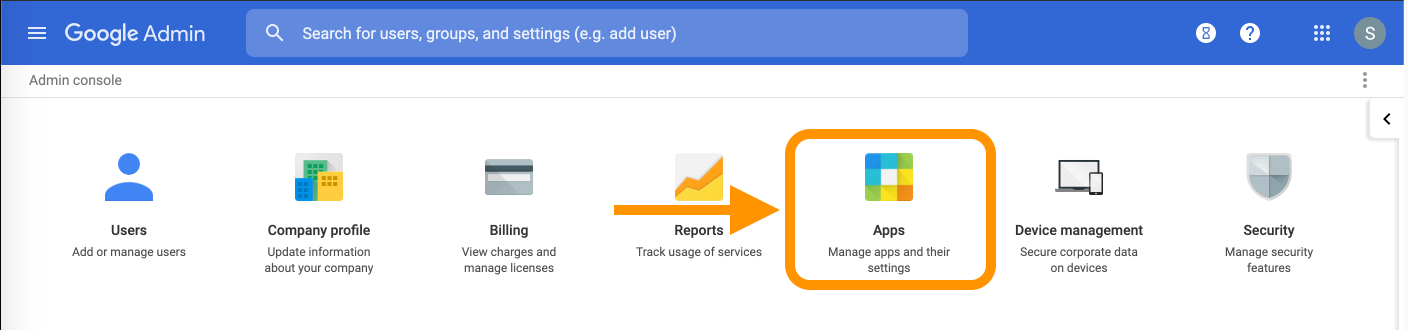 Google Admin
Search for users, groups, and settings (e.g. add user)
S
Admin console
Users
Add or manage users
Company profile
Update information
about your company
Billing
View charges and
manage licenses
Reports
Track usage of services
Apps
Manage apps and their
settings
Device management
Secure corporate data
on devices
Security
Manage security
features